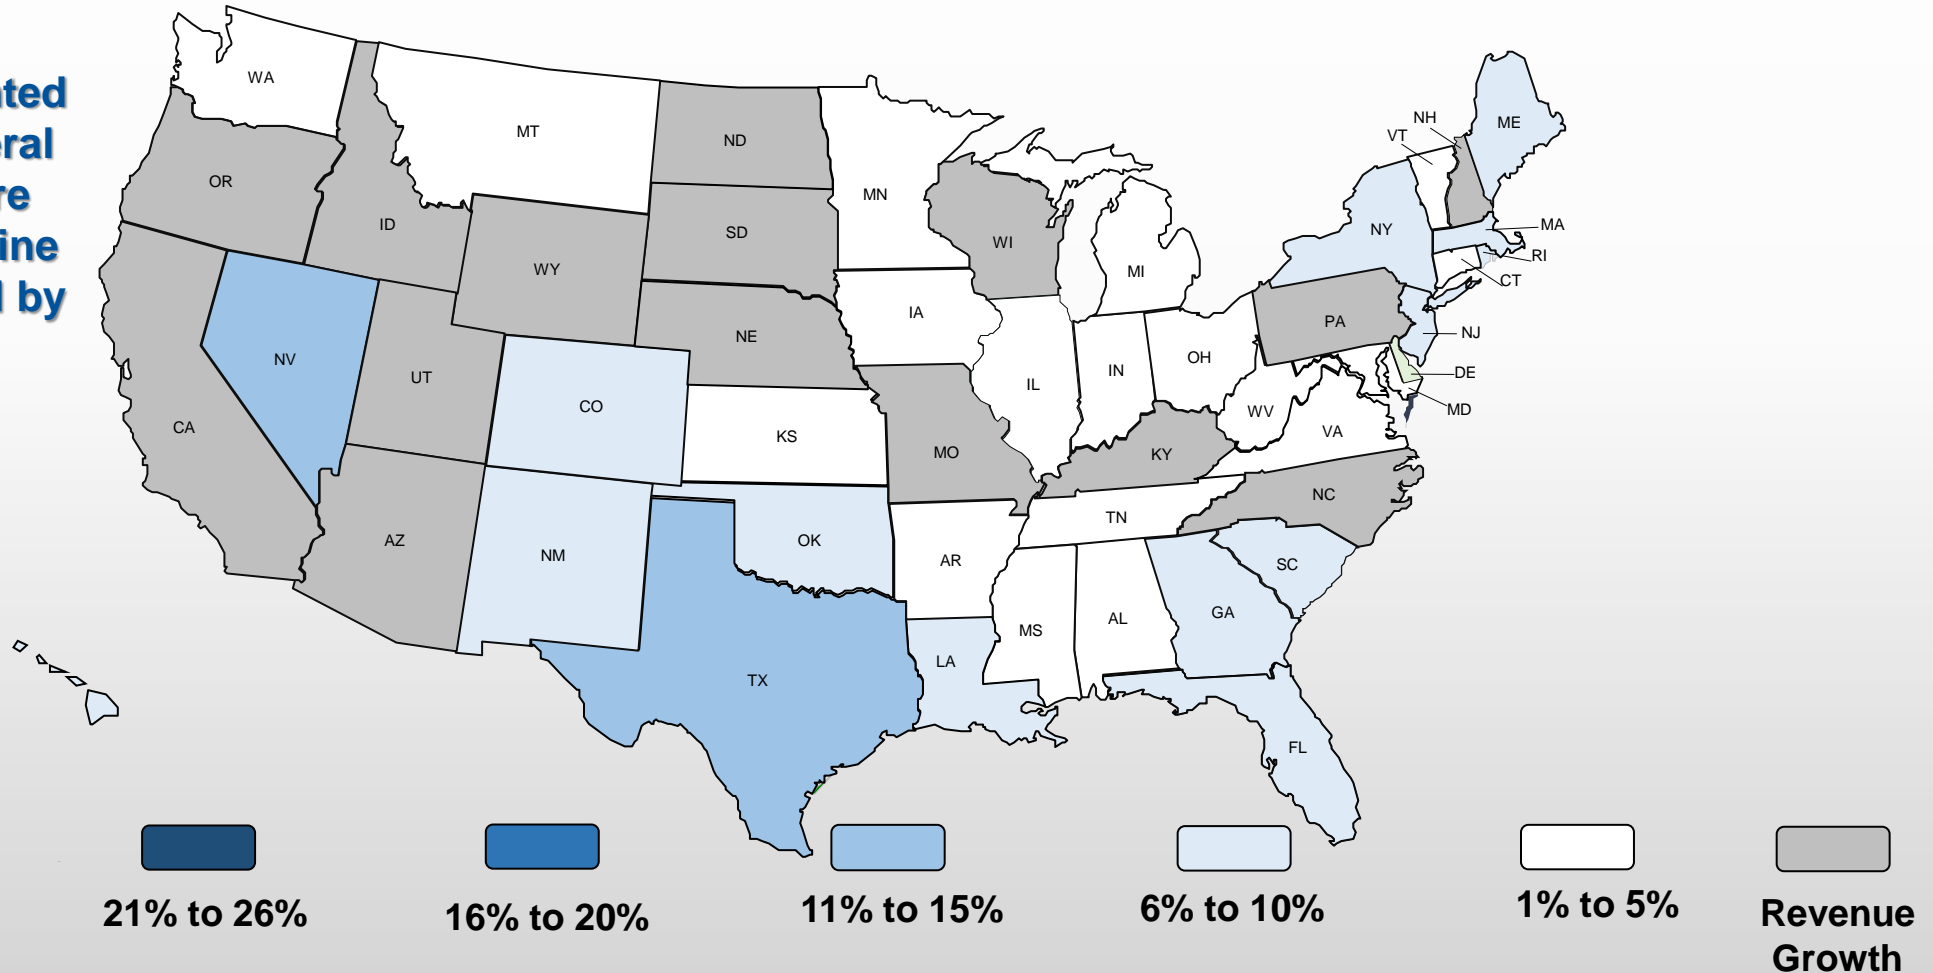 ted
eral
re
ine
by
WA
MT
ND
MN
OR
ID
SD
WI
WY
NE
IA
MI
NV
UT
CO
CA
KS
IL
IN
OH
PA
NY
VT
NH
ME
MA
RI
CT
NJ
DE
MD
WV
VA
KY
MO
NC
TN
AZ
NM
OK
AR
SC
MS
AL
GA
LA
TX
FL
21% to 26%
16% to 20%
11% to 15%
6% to 10%
1% to 5%
Revenue
Growth